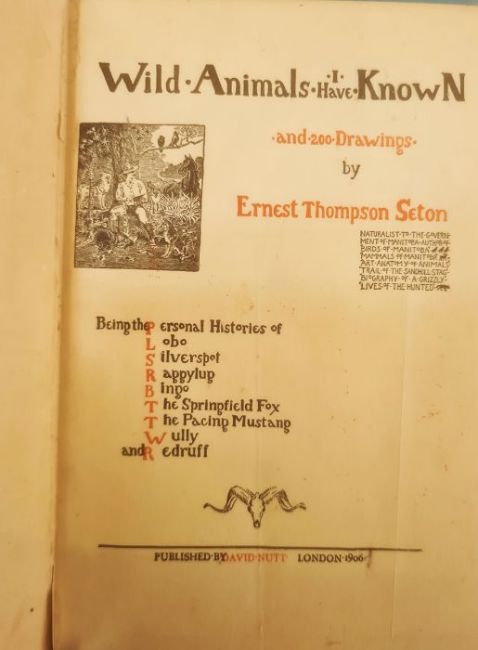 Wild·Animals·I·Have·Known
·and·200·Drawings·
by
Ernest Thompson Seton
NATURALIST·TO·THE·GOVERN-
MENT·OF·MANITOBA·AUTHOR·OF
BIRDS·OF·MANITOBA
MAMMALS·OF·MANITOBA
ART·ANATOMY·OF·ANIMALS
TRAIL·OF·THE·SANDHILL·STAG
BIOGRAPHY·OF·A·GRIZZLY
LIVES·OF·THE·HUNTED
Being the Personal Histories of
Lobo
Silverspot
Raggylug
Bingo
The Springfield Fox
The Pacing Mustang
Wully
and Redruff
PUBLISHED·BY DAVID·NUTT LONDON·1906